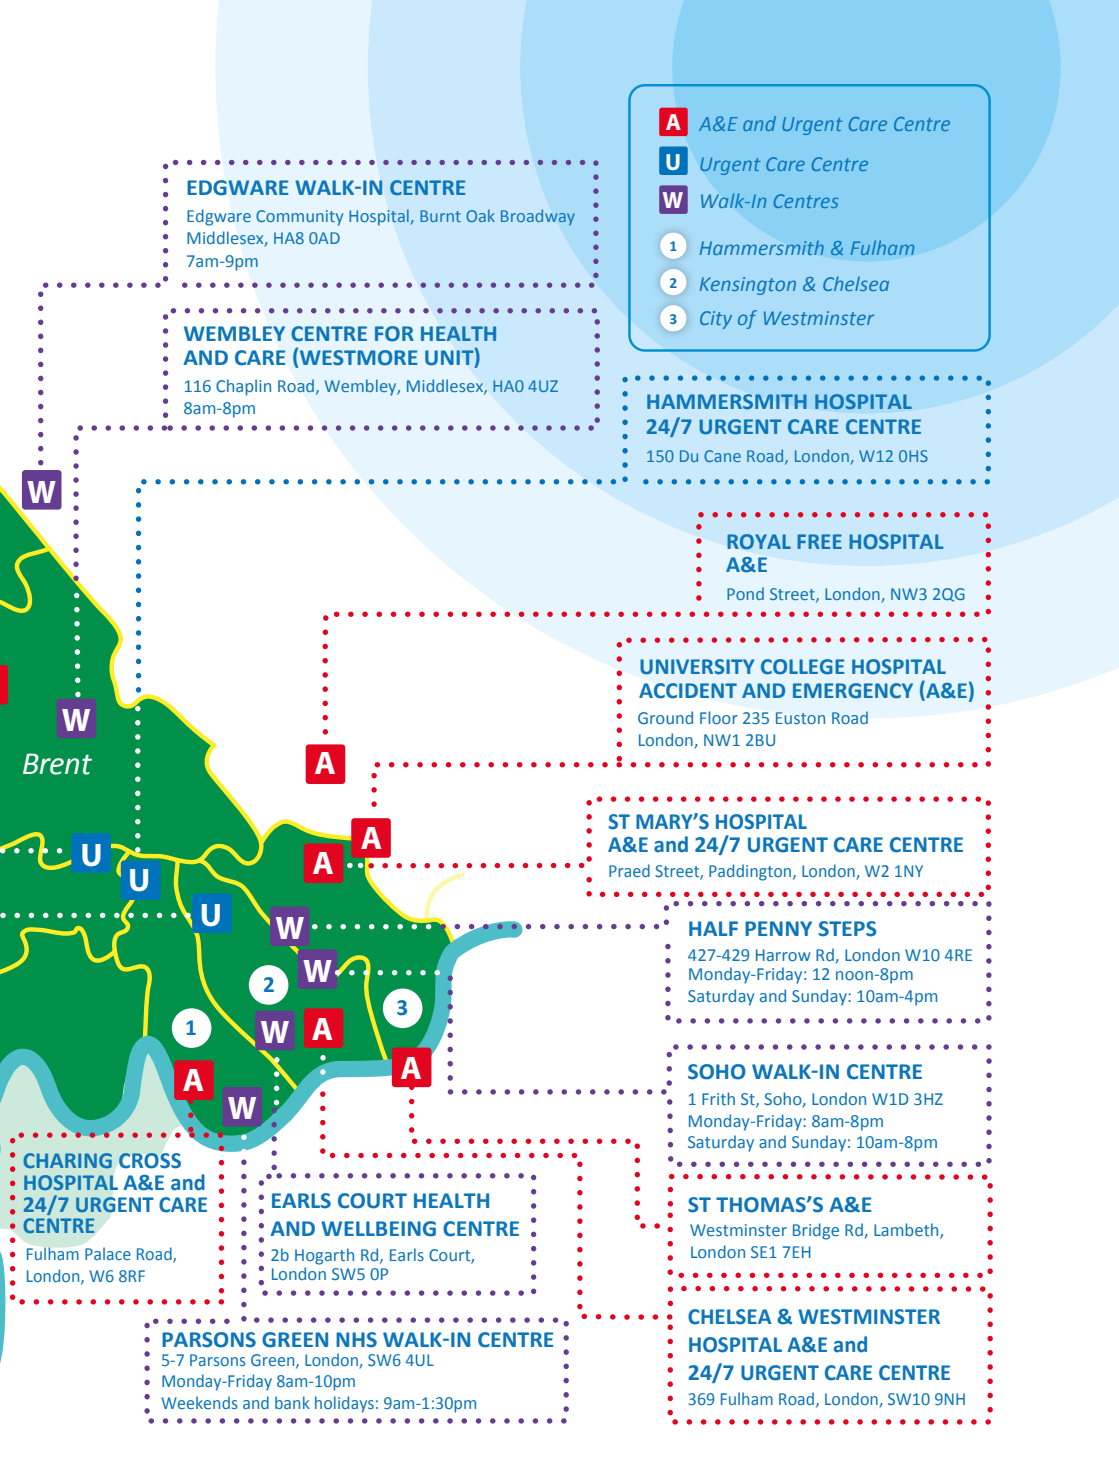 A A&E and Urgent Care Centre
U Urgent Care Centre
W Walk-In Centres
1 Hammersmith & Fulham
2 Kensington & Chelsea
3 City of Westminster
EDGWARE WALK-IN CENTRE
Edgware Community Hospital, Burnt Oak Broadway
Middlesex, HA8 0AD
7am-9pm
WEMBLEY CENTRE FOR HEALTH
AND CARE (WESTMORE UNIT)
116 Chaplin Road, Wembley, Middlesex, HA0 4UZ
8am-8pm
HAMMERSMITH HOSPITAL
24/7 URGENT CARE CENTRE
150 Du Cane Road, London, W12 0HS
W
ROYAL FREE HOSPITAL
A&E
Pond Street, London, NW3 2QG
UNIVERSITY COLLEGE HOSPITAL
ACCIDENT AND EMERGENCY (A&E)
Ground Floor 235 Euston Road
London, NW1 2BU
W
Brent
A
A
ST MARY'S HOSPITAL
A&E and 24/7 URGENT CARE CENTRE
Praed Street, Paddington, London, W2 1NY
U
A
U
U
W
HALF PENNY STEPS
427-429 Harrow Rd, London W10 4RE
Monday-Friday: 12 noon-8pm
Saturday and Sunday: 10am-4pm
W
2
3
1
W
A
A
A
W
SOHO WALK-IN CENTRE
1 Frith St, Soho, London W1D 3HZ
Monday-Friday: 8am-8pm
Saturday and Sunday: 10am-8pm
CHARING CROSS
HOSPITAL A&E and
24/7 URGENT CARE
CENTRE
Fulham Palace Road,
London, W6 8RF
EARLS COURT HEALTH
AND WELLBEING CENTRE
2b Hogarth Rd, Earls Court,
London SW5 0P
ST THOMAS'S A&E
Westminster Bridge Rd, Lambeth,
London SE1 7EH
PARSONS GREEN NHS WALK-IN CENTRE
5-7 Parsons Green, London, SW6 4UL
Monday-Friday 8am-10pm
Weekends and bank holidays: 9am-1:30pm
CHELSEA & WESTMINSTER
HOSPITAL A&E and
24/7 URGENT CARE CENTRE
369 Fulham Road, London, SW10 9NH